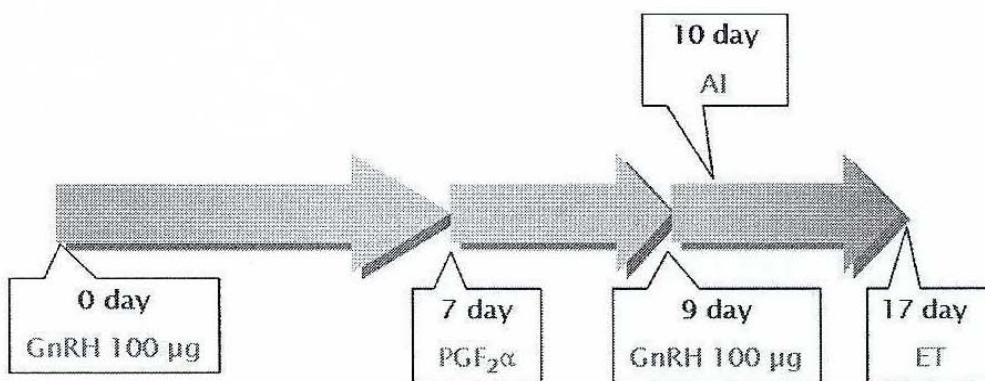 10 day
AI
0 day
GnRH 100 µg
7 day
PGF₂α
9 day
GnRH 100 µg
17 day
ET